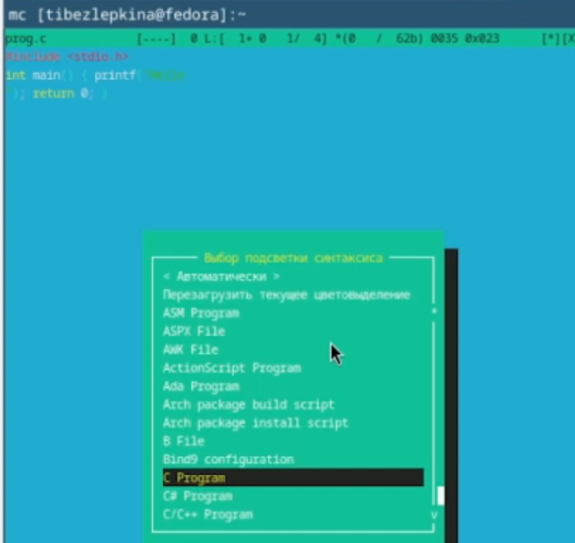 mc [tibezlepkina@fedora]:~
prog.c [----] 0 L:[ 1+ 0 1/ 4] *(0 / 62b) 0035 0x023 [*][X
#include <stdio.h>
int main() { printf("Hello
"); return 0; }
Выбор подсветки синтаксиса
< Автоматически >
Перезагрузить текущее цветовыделение
ASM Program
ASPX File
AWK File
ActionScript Program
Ada Program
Arch package build script
Arch package install script
B File
Bind9 configuration
C Program
C# Program
C/C++ Program